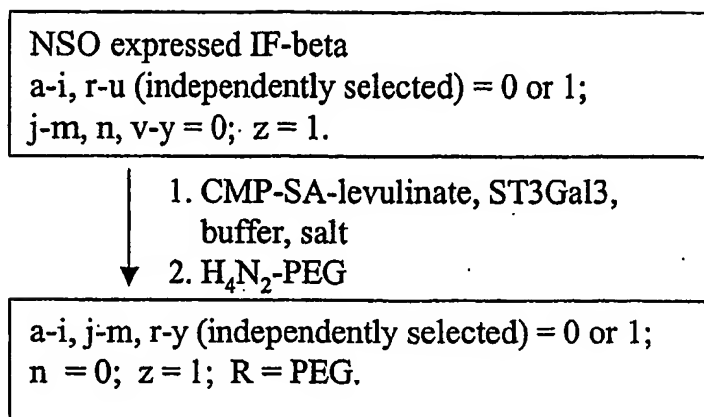 NSO expressed IF-beta
a-i, r-u (independently selected) = 0 or 1;
j-m, n, v-y = 0; z = 1.
1. CMP-SA-levulinate, ST3Gal3,
buffer, salt
2. H₄N₂-PEG
a-i, j-m, r-y (independently selected) = 0 or 1;
n = 0; z = 1; R = PEG.